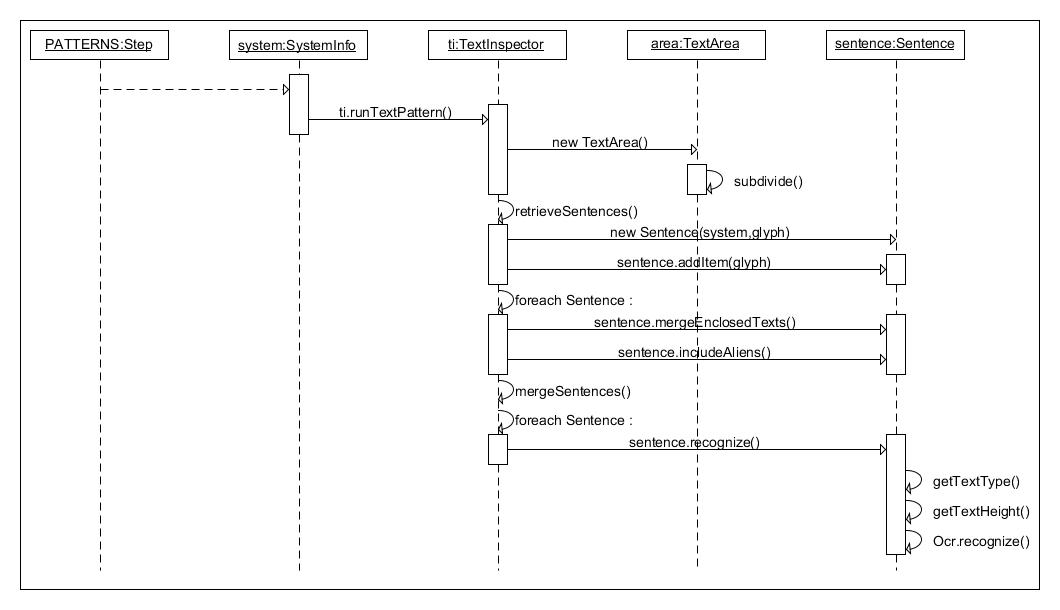 PATTERNS:Step
system:SystemInfo
ti:TextInspector
area:TextArea
sentence:Sentence
ti.runTextPattern()
new TextArea()
subdivide()
retrieveSentences()
new Sentence(system,glyph)
sentence.addItem(glyph)
foreach Sentence :
sentence.mergeEnclosedTexts()
sentence.includeAliens()
mergeSentences()
foreach Sentence :
sentence.recognize()
getTextType()
getTextHeight()
Ocr.recognize()